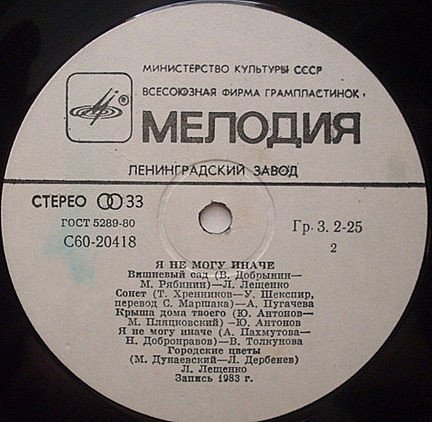 МИНИСТЕРСТВО КУЛЬТУРЫ СССР
ВСЕСОЮЗНАЯ ФИРМА ГРАМПЛАСТИНОК
®
МЕЛОДИЯ
ЛЕНИНГРАДСКИЙ ЗАВОД
СТЕРЕО 33
ГОСТ 5289-80
С60-20418
Гр. 3. 2-25
2
Я НЕ МОГУ ИНАЧЕ
Вишневый сад (В. Добрынин—
М. Рябинин)—Л. Лещенко
Сонет (Т. Хренников—У. Шекспир,
перевод С. Маршака)—А. Пугачева
Крыша дома твоего (Ю. Антонов—
М. Пляцковский) —Ю. Антонов
Я не могу иначе (А. Пахмутова—
Н. Добронравов)—В. Толкунова
Городские цветы
(М. Дунаевский—Л. Дербенев)
Л. Лещенко
Запись 1983 г.